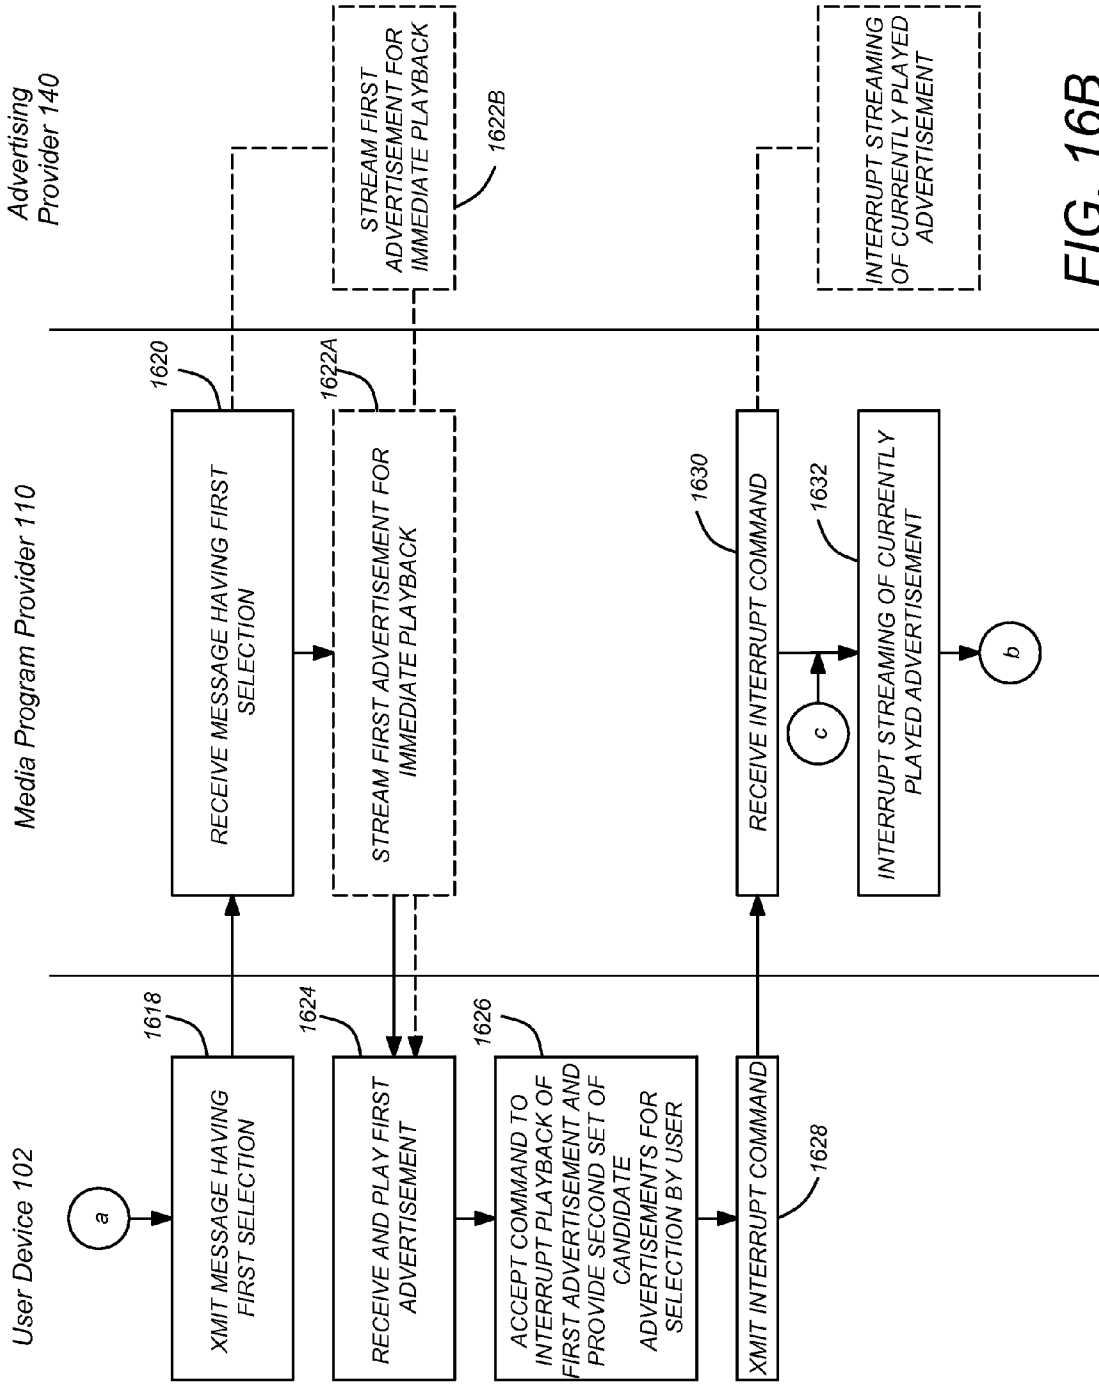 User Device 102
Media Program Provider 110
Advertising
Provider 140
a
1618
XMIT MESSAGE HAVING
FIRST SELECTION
1620
RECEIVE MESSAGE HAVING FIRST
SELECTION
1624
RECEIVE AND PLAY FIRST
ADVERTISEMENT
1622A
STREAM FIRST ADVERTISEMENT FOR
IMMEDIATE PLAYBACK
STREAM FIRST
ADVERTISEMENT FOR
IMMEDIATE PLAYBACK
1622B
1626
ACCEPT COMMAND TO
INTERRUPT PLAYBACK OF
FIRST ADVERTISEMENT AND
PROVIDE SECOND SET OF
CANDIDATE
ADVERTISEMENTS FOR
SELECTION BY USER
XMIT INTERRUPT COMMAND
1628
1630
RECEIVE INTERRUPT COMMAND
c
1632
INTERRUPT STREAMING OF CURRENTLY
PLAYED ADVERTISEMENT
b
INTERRUPT STREAMING
OF CURRENTLY PLAYED
ADVERTISEMENT
FIG. 16B